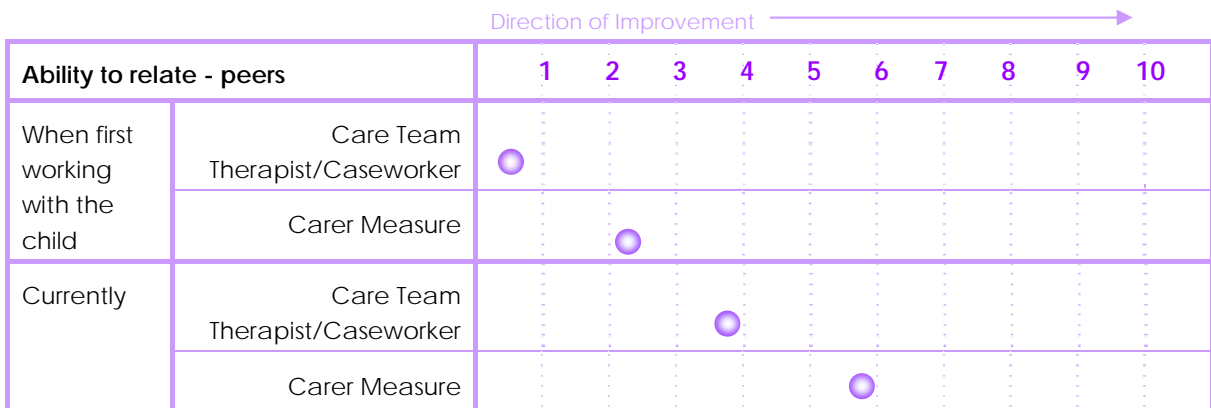 Direction of Improvement
Ability to relate - peers 1 2 3 4 5 6 7 8 9 10
When first
working
with the
child
Care Team
Therapist/Caseworker
Carer Measure
Currently
Care Team
Therapist/Caseworker
Carer Measure